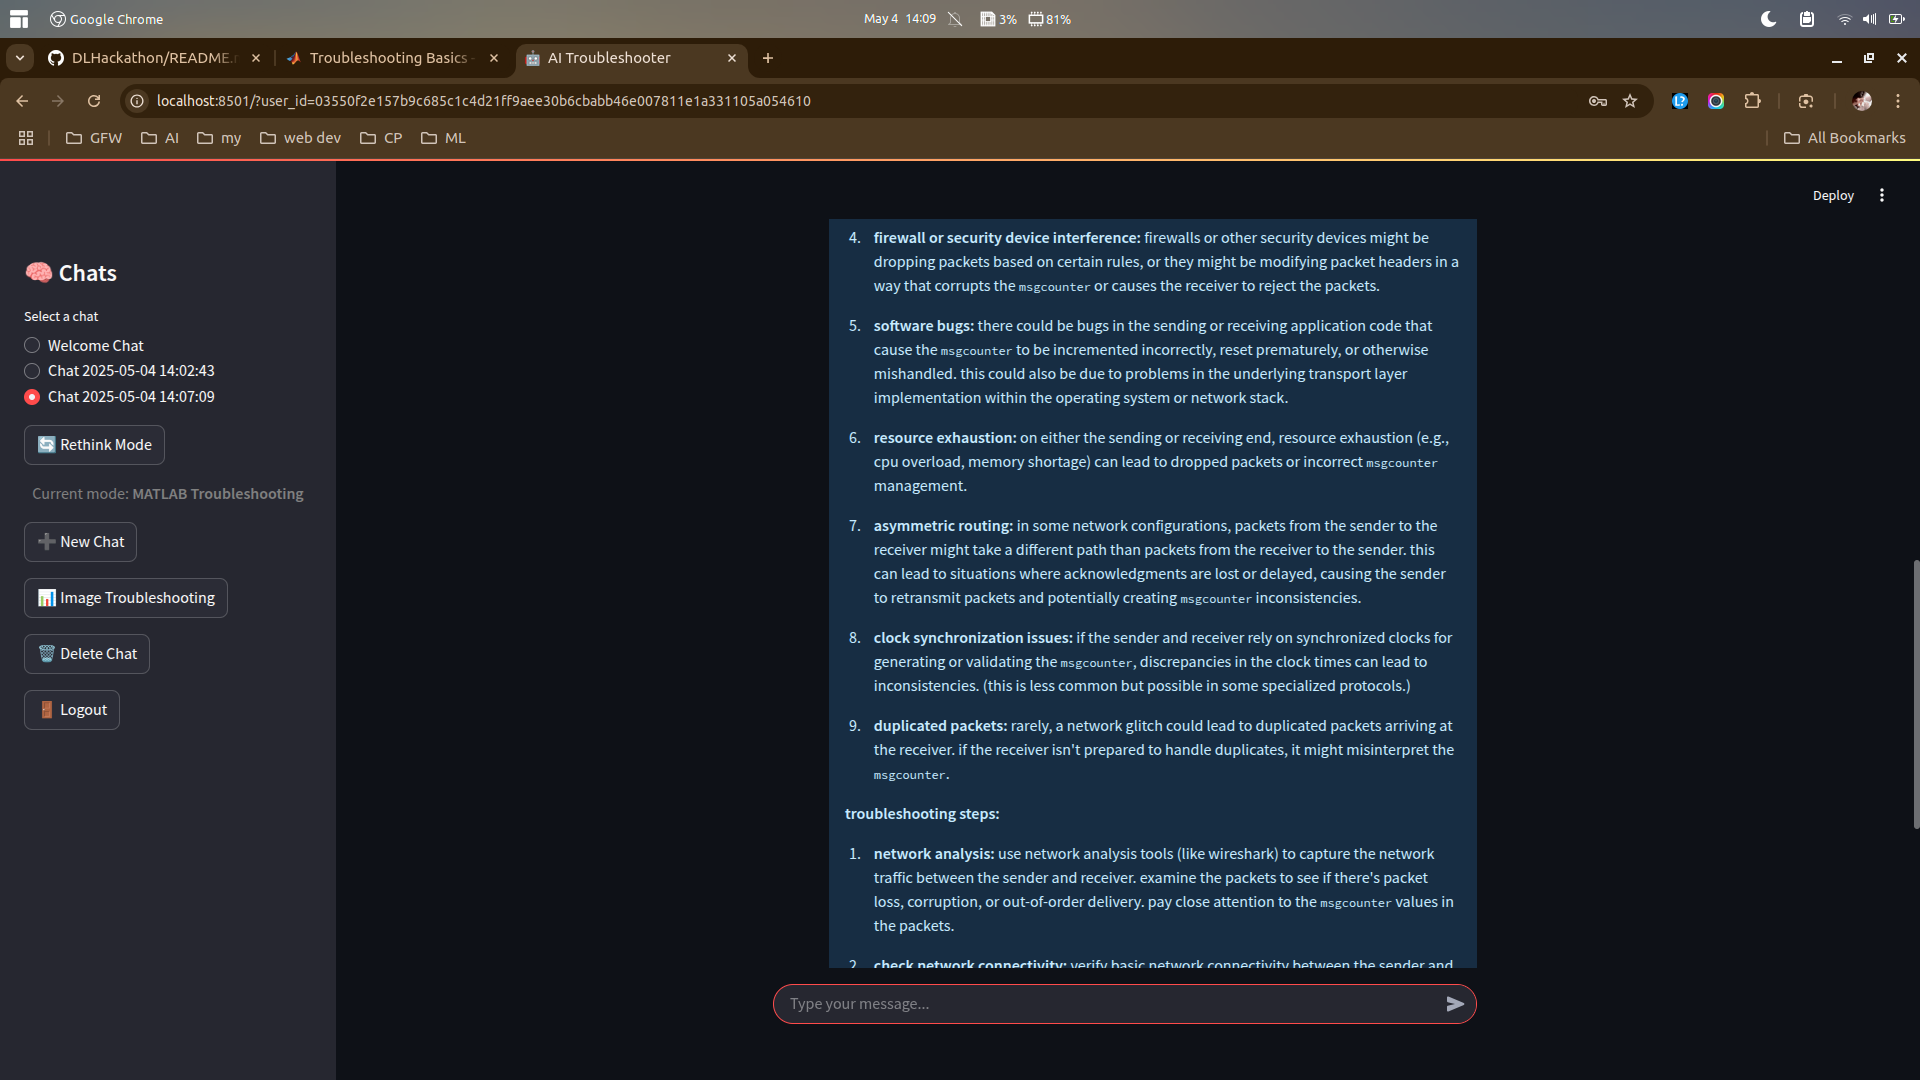 Google Chrome
May 4 14:09
3%
81%
DLHackathon/README.
Troubleshooting Basics
AI Troubleshooter
localhost:8501/?user_id=03550f2e157b9c685c1c4d21ff9aee30b6cbabb46e007811e1a331105a054610
GFW
AI
my
web dev
CP
ML
All Bookmarks
Deploy
Chats
Select a chat
Welcome Chat
Chat 2025-05-04 14:02:43
Chat 2025-05-04 14:07:09
Rethink Mode
Current mode: MATLAB Troubleshooting
New Chat
Image Troubleshooting
Delete Chat
Logout
4. firewall or security device interference: firewalls or other security devices might be
dropping packets based on certain rules, or they might be modifying packet headers in a
way that corrupts the msgcounter or causes the receiver to reject the packets.
5. software bugs: there could be bugs in the sending or receiving application code that
cause the msgcounter to be incremented incorrectly, reset prematurely, or otherwise
mishandled. this could also be due to problems in the underlying transport layer
implementation within the operating system or network stack.
6. resource exhaustion: on either the sending or receiving end, resource exhaustion (e.g.,
cpu overload, memory shortage) can lead to dropped packets or incorrect msgcounter
management.
7. asymmetric routing: in some network configurations, packets from the sender to the
receiver might take a different path than packets from the receiver to the sender. this
can lead to situations where acknowledgments are lost or delayed, causing the sender
to retransmit packets and potentially creating msgcounter inconsistencies.
8. clock synchronization issues: if the sender and receiver rely on synchronized clocks for
generating or validating the msgcounter, discrepancies in the clock times can lead to
inconsistencies. (this is less common but possible in some specialized protocols.)
9. duplicated packets: rarely, a network glitch could lead to duplicated packets arriving at
the receiver. if the receiver isn't prepared to handle duplicates, it might misinterpret the
msgcounter.
troubleshooting steps:
1. network analysis: use network analysis tools (like wireshark) to capture the network
traffic between the sender and receiver. examine the packets to see if there's packet
loss, corruption, or out-of-order delivery. pay close attention to the msgcounter values in
the packets.
2. check network connectivity: verify basic network connectivity between the sender and
Type your message...